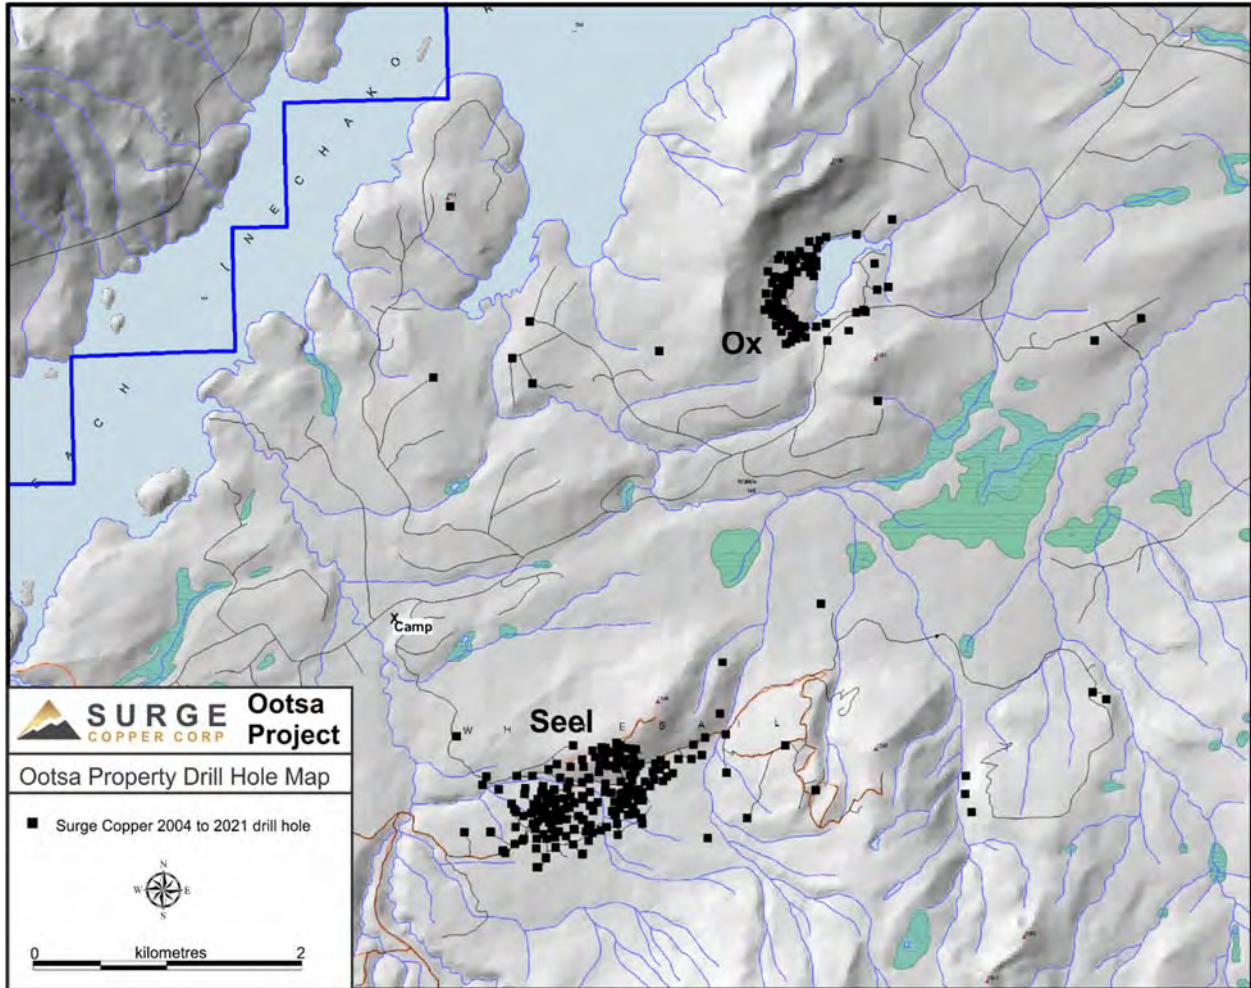 N E C H A K O
R E A C H
Ox
Camp
Seel
W H I T E S A I L
SURGE
COPPER CORP
Ootsa
Project
Ootsa Property Drill Hole Map
Surge Copper 2004 to 2021 drill hole
N
W E
S
0 kilometres 2